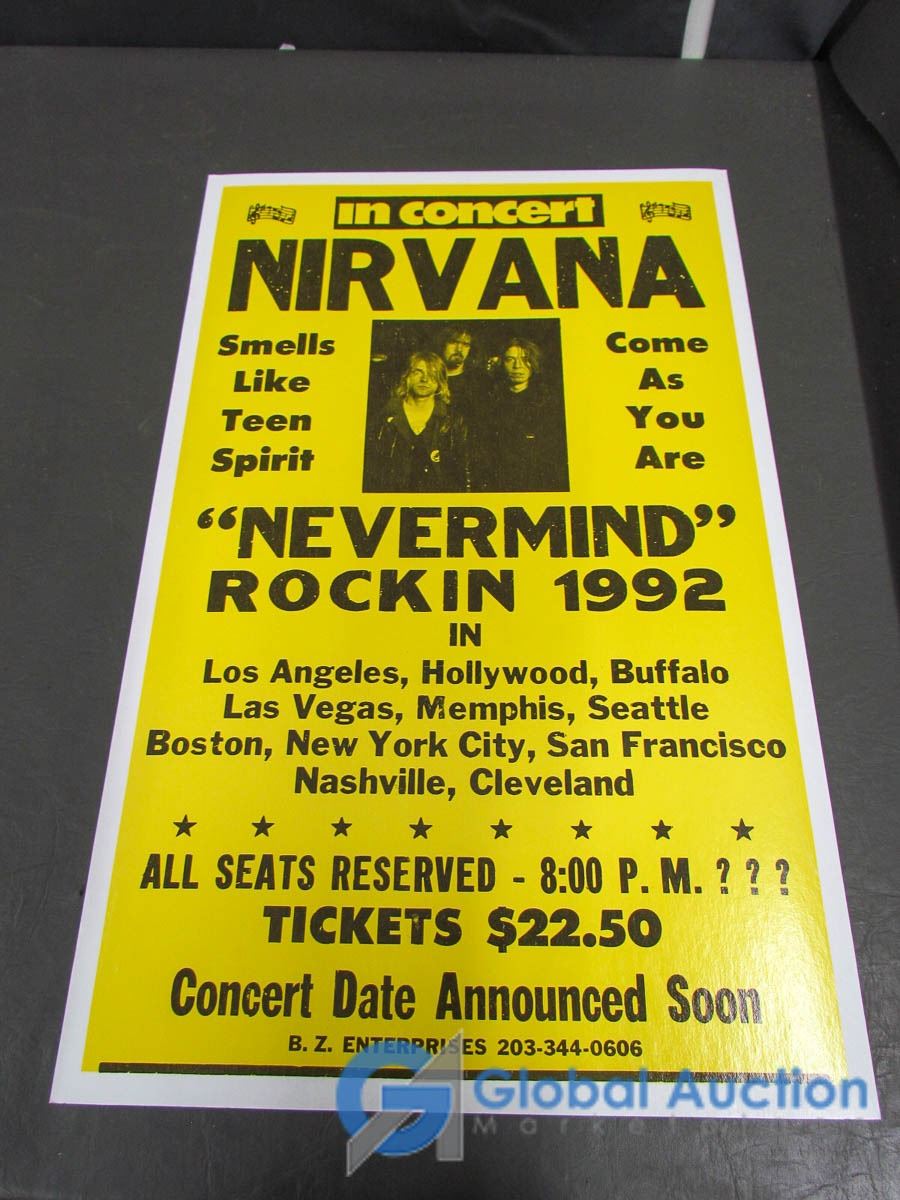 in concert
NIRVANA
Smells
Like
Teen
Spirit
Come
As
You
Are
“NEVERMIND”
ROCKIN 1992
IN
Los Angeles, Hollywood, Buffalo
Las Vegas, Memphis, Seattle
Boston, New York City, San Francisco
Nashville, Cleveland
ALL SEATS RESERVED - 8:00 P. M. ? ? ?
TICKETS $22.50
Concert Date Announced Soon
B. Z. ENTERPRISES 203-344-0606
Global Auction